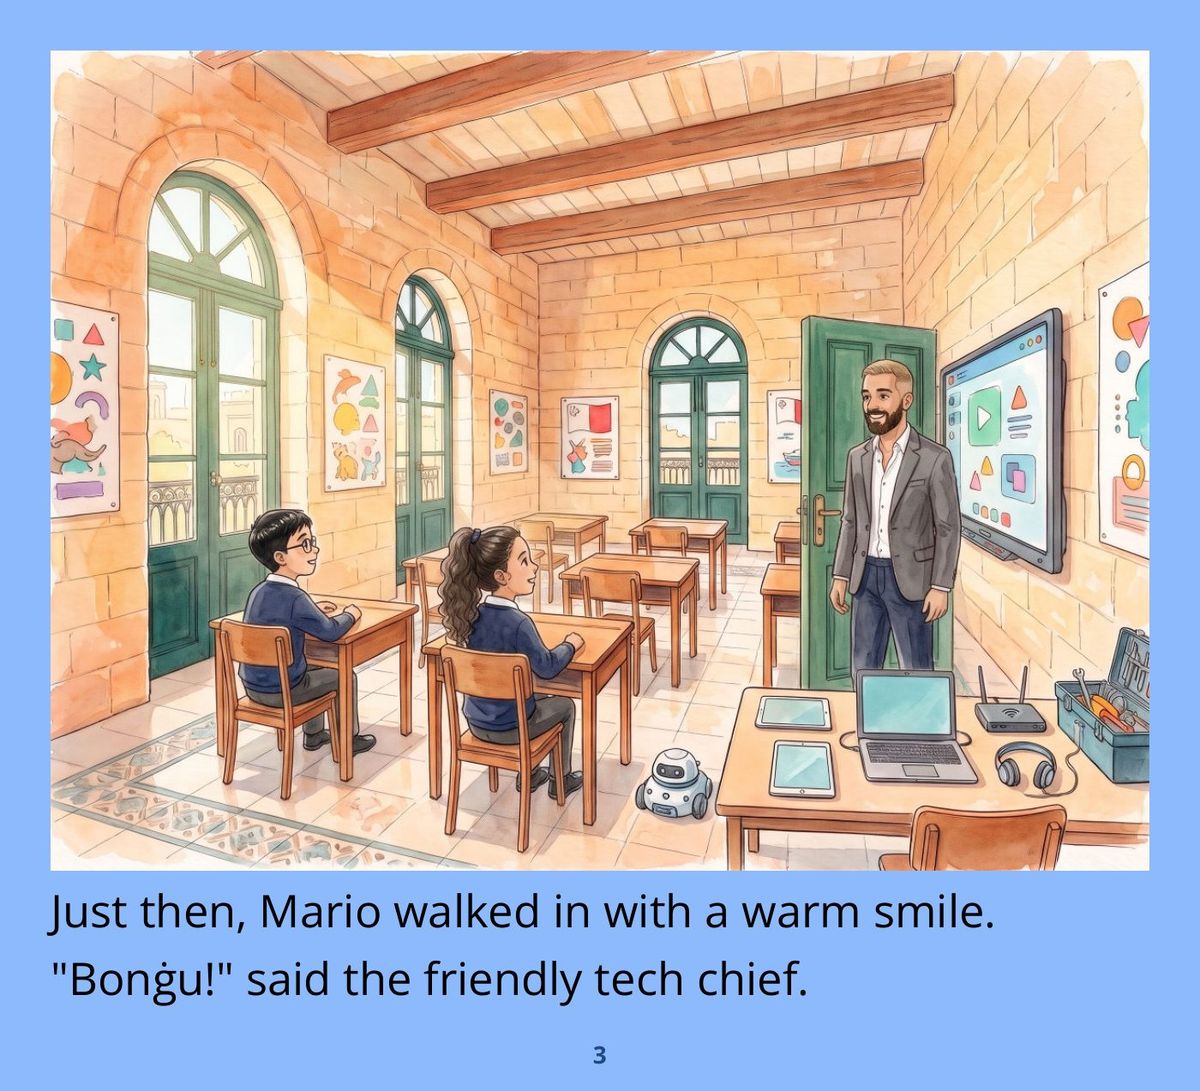 Just then, Mario walked in with a warm smile.
"Bonġu!" said the friendly tech chief.
3